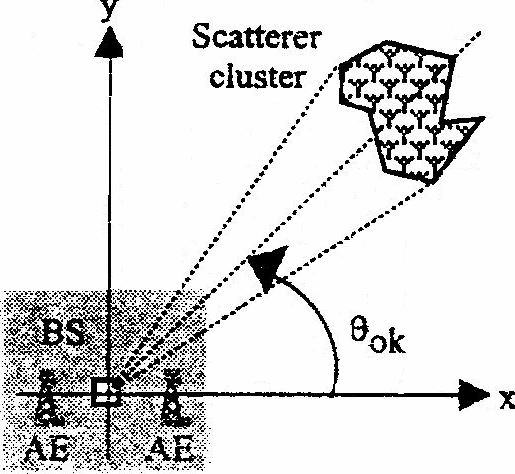 y
Scatterer
cluster
BS
θok
x
AE AE